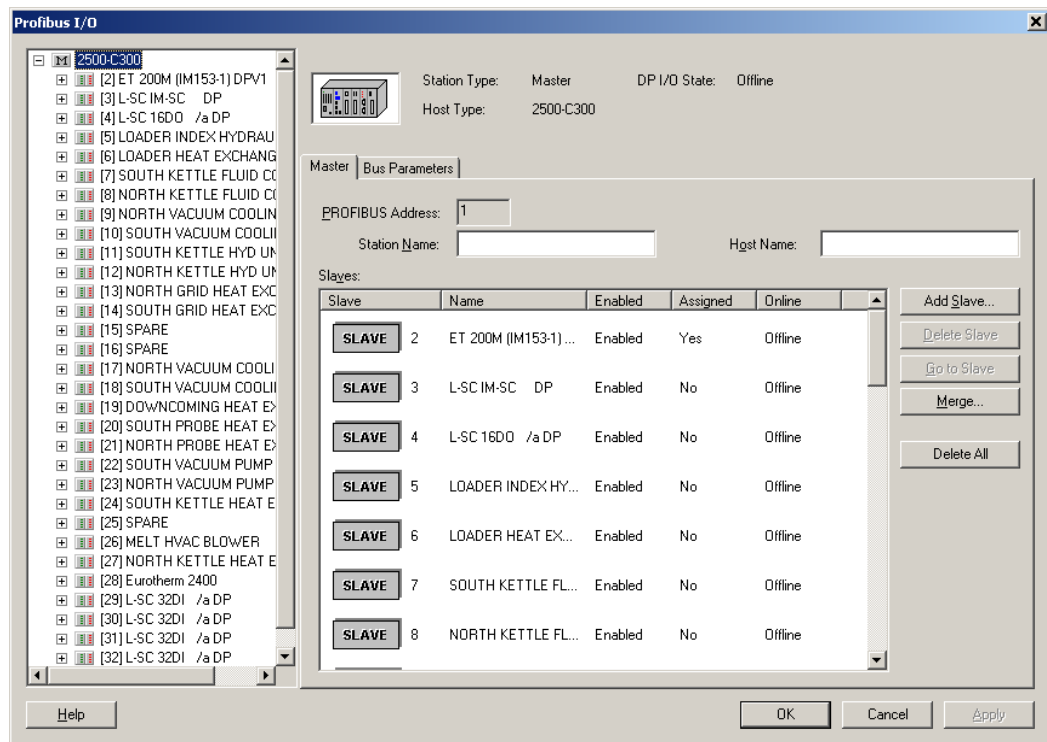 Profibus I/O
2500-C300
[2] ET 200M (IM153-1) DPV1
[3] L-SC IM-SC DP
[4] L-SC 16DO /a DP
[5] LOADER INDEX HYDRAU
[6] LOADER HEAT EXCHANG
[7] SOUTH KETTLE FLUID CO
[8] NORTH KETTLE FLUID CO
[9] NORTH VACUUM COOLIN
[10] SOUTH VACUUM COOLI
[11] SOUTH KETTLE HYD UN
[12] NORTH KETTLE HYD UN
[13] NORTH GRID HEAT EXC
[14] SOUTH GRID HEAT EXC
[15] SPARE
[16] SPARE
[17] NORTH VACUUM COOLI
[18] SOUTH VACUUM COOLI
[19] DOWNCOMING HEAT EX
[20] SOUTH PROBE HEAT EX
[21] NORTH PROBE HEAT EX
[22] SOUTH VACUUM PUMP
[23] NORTH VACUUM PUMP
[24] SOUTH KETTLE HEAT E
[25] SPARE
[26] MELT HVAC BLOWER
[27] NORTH KETTLE HEAT E
[28] Eurotherm 2400
[29] L-SC 32DI /a DP
[30] L-SC 32DI /a DP
[31] L-SC 32DI /a DP
[32] L-SC 32DI /a DP
Station Type: Master DP I/O State: Offline
Host Type: 2500-C300
Master Bus Parameters
PROFIBUS Address: 1
Station Name: Host Name:
Slaves:
Slave Name Enabled Assigned Online
SLAVE 2 ET 200M (IM153-1) ... Enabled Yes Offline
SLAVE 3 L-SC IM-SC DP Enabled No Offline
SLAVE 4 L-SC 16DO /a DP Enabled No Offline
SLAVE 5 LOADER INDEX HY... Enabled No Offline
SLAVE 6 LOADER HEAT EX... Enabled No Offline
SLAVE 7 SOUTH KETTLE FL... Enabled No Offline
SLAVE 8 NORTH KETTLE FL... Enabled No Offline
Add Slave...
Delete Slave
Go to Slave
Merge...
Delete All
Help OK Cancel Apply